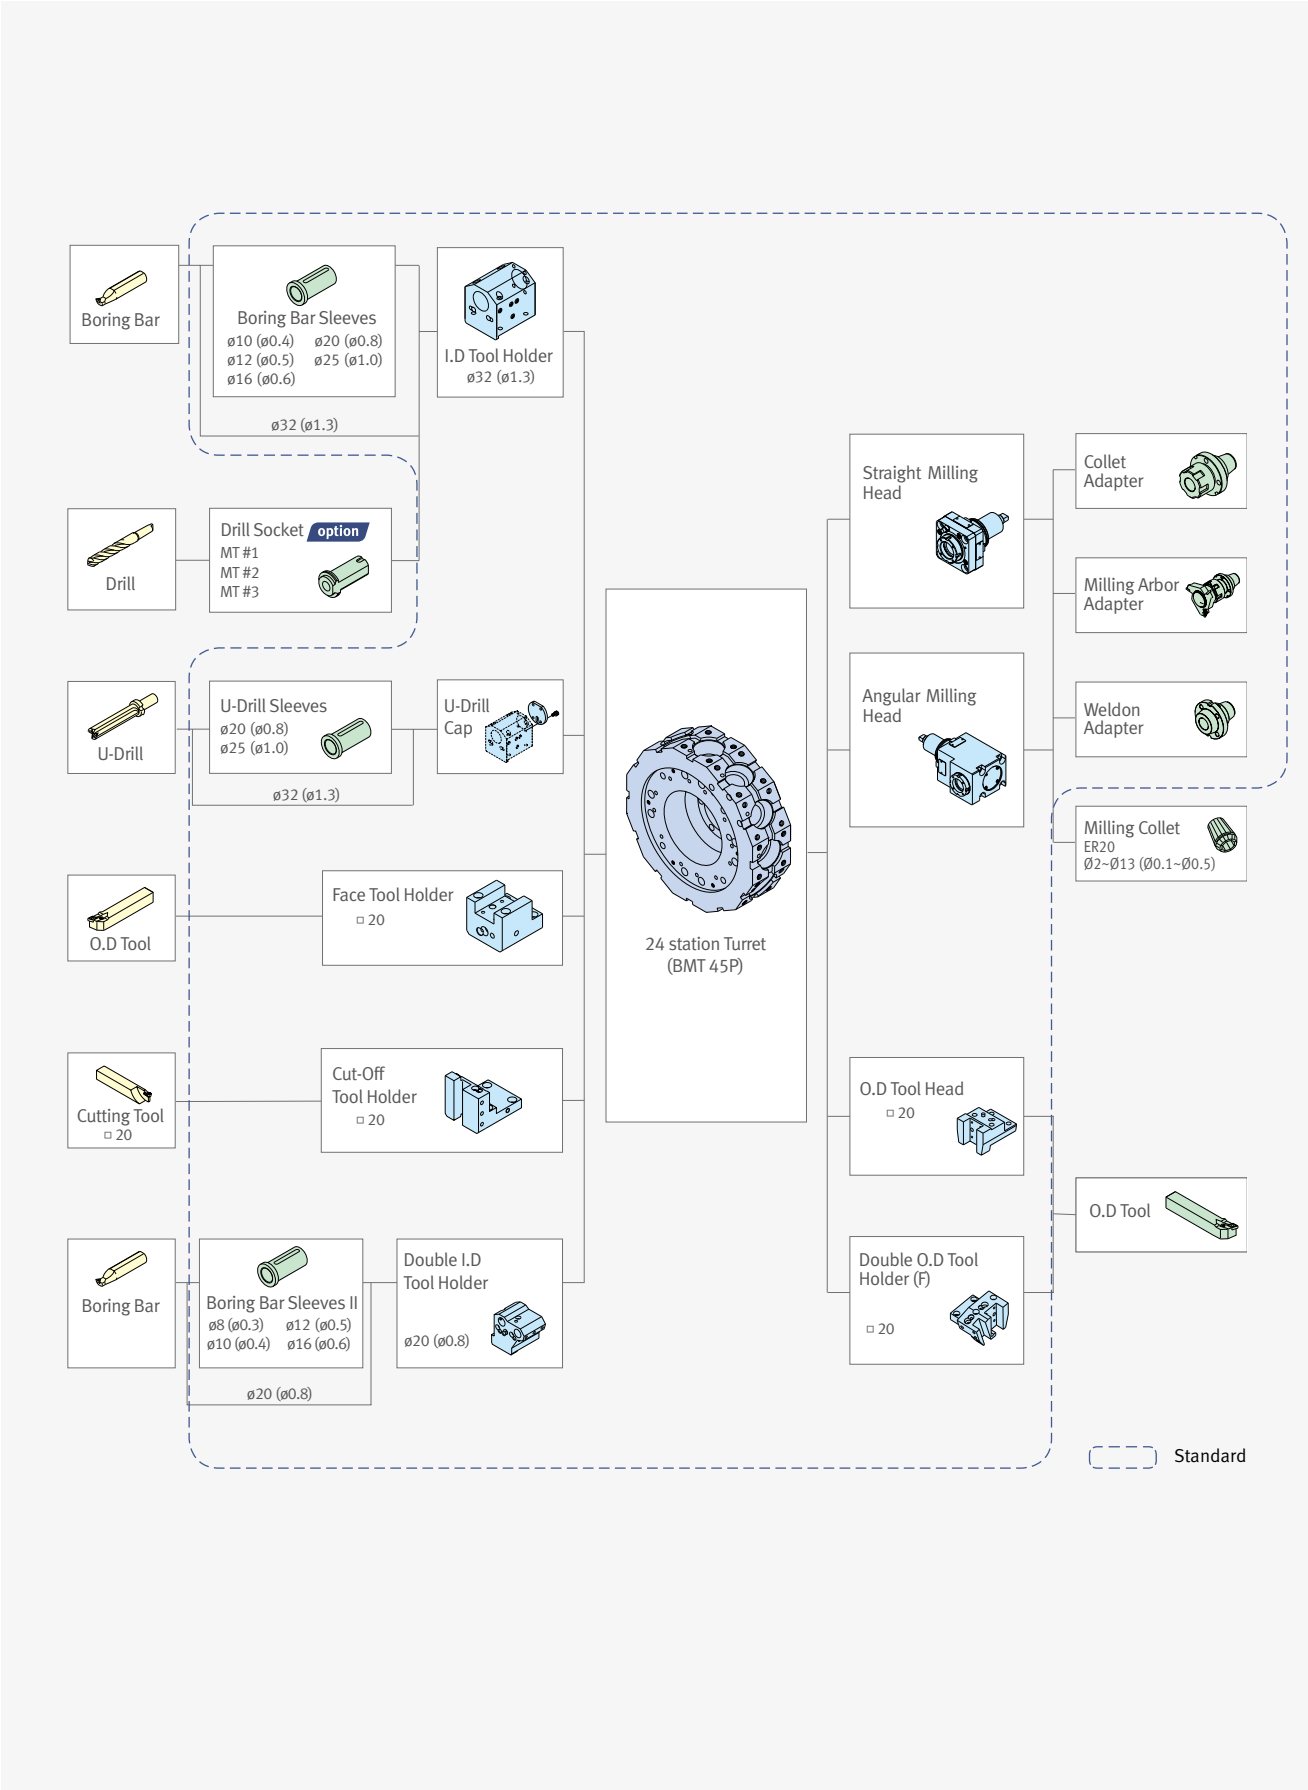 Boring Bar
Boring Bar Sleeves
ø10 (ø0.4) ø20 (ø0.8)
ø12 (ø0.5) ø25 (ø1.0)
ø16 (ø0.6)
ø32 (ø1.3)
I.D Tool Holder
ø32 (ø1.3)
Drill
Drill Socket option
MT #1
MT #2
MT #3
U-Drill
U-Drill Sleeves
ø20 (ø0.8)
ø25 (ø1.0)
ø32 (ø1.3)
U-Drill
Cap
O.D Tool
Face Tool Holder
□ 20
Cutting Tool
□ 20
Cut-Off
Tool Holder
□ 20
Boring Bar
Boring Bar Sleeves II
ø8 (ø0.3) ø12 (ø0.5)
ø10 (ø0.4) ø16 (ø0.6)
ø20 (ø0.8)
Double I.D
Tool Holder
ø20 (ø0.8)
24 station Turret
(BMT 45P)
Straight Milling
Head
Angular Milling
Head
Collet
Adapter
Milling Arbor
Adapter
Weldon
Adapter
Milling Collet
ER20
Ø2~Ø13 (Ø0.1~Ø0.5)
O.D Tool Head
□ 20
Double O.D Tool
Holder (F)
□ 20
O.D Tool
Standard